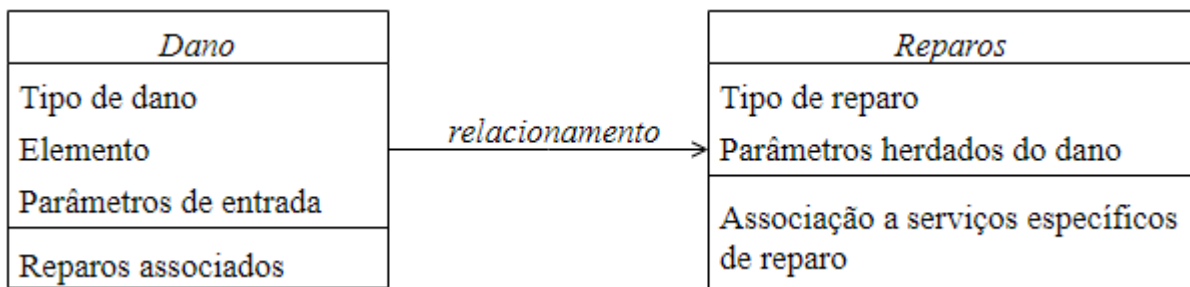 Dano
Tipo de dano
Elemento
Parâmetros de entrada
Reparos associados
relacionamento
Reparos
Tipo de reparo
Parâmetros herdados do dano
Associação a serviços específicos
de reparo